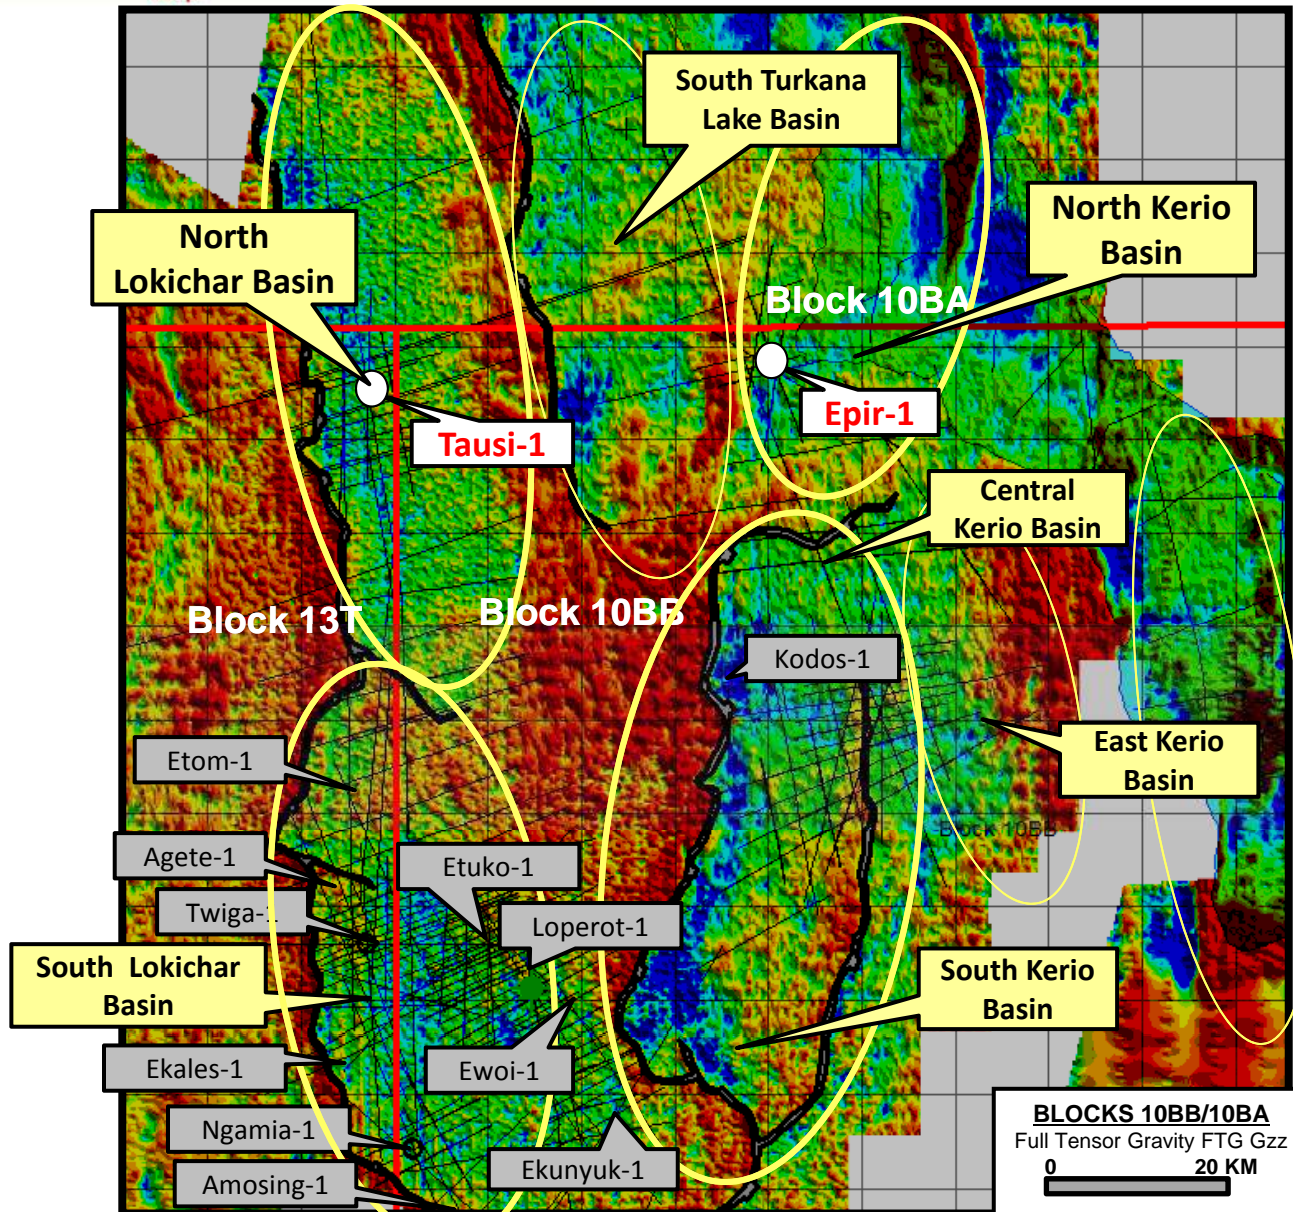 South Turkana
Lake Basin
North Kerio
Basin
North
Lokichar Basin
Block 10BA
Epir-1
Tausi-1
Central
Kerio Basin
Block 13T
Block 10BB
Kodos-1
East Kerio
Basin
Etom-1
Block 10BB
Agete-1
Etuko-1
Twiga-1
Loperot-1
South Lokichar
Basin
South Kerio
Basin
Ekales-1
Ewoi-1
Ngamia-1
Ekunyuk-1
Amosing-1
BLOCKS 10BB/10BA
Full Tensor Gravity FTG Gzz
0 20 KM